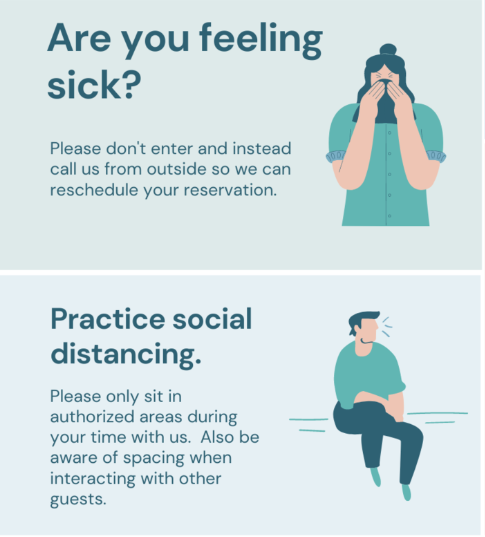 Are you feeling
sick?
Please don't enter and instead
call us from outside so we can
reschedule your reservation.
Practice social
distancing.
Please only sit in
authorized areas during
your time with us.  Also be
aware of spacing when
interacting with other
guests.